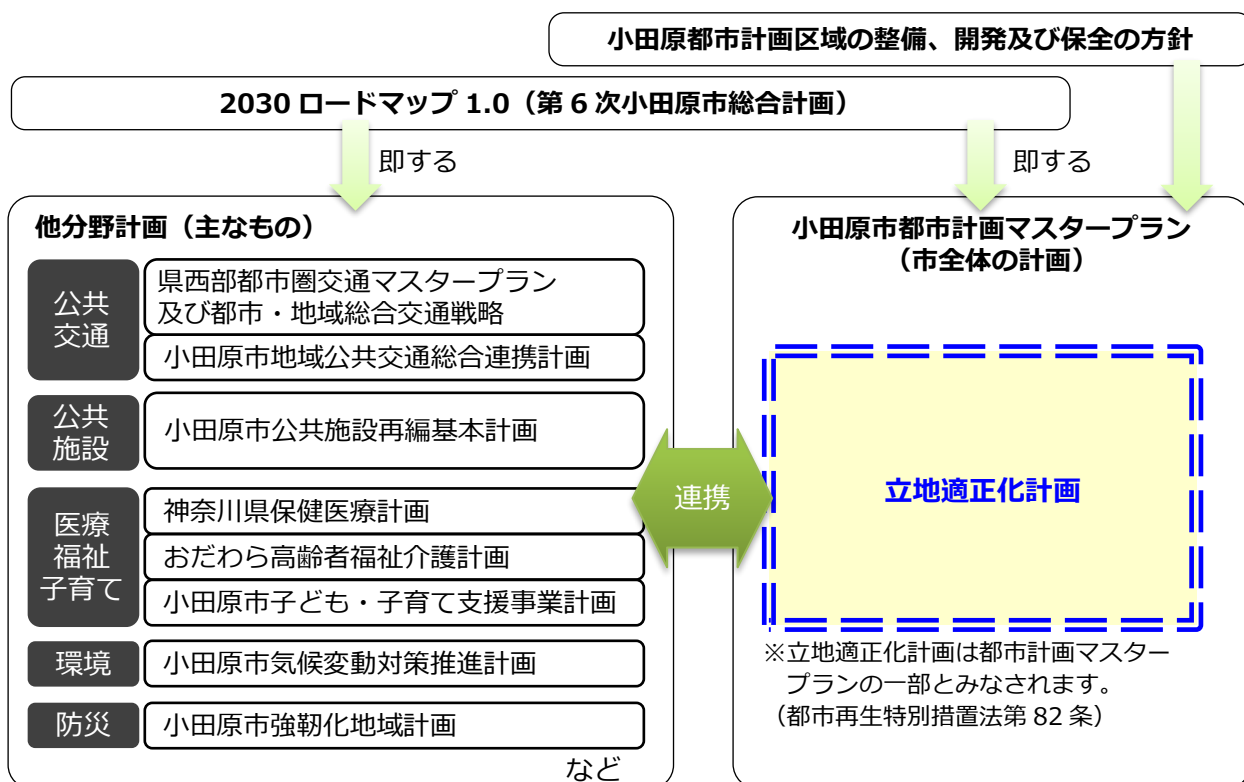 小田原都市計画区域の整備、開発及び保全の方針
2030 ロードマップ 1.0（第 6 次小田原市総合計画）
即する
即する
他分野計画（主なもの）
公共
交通
県西部都市圏交通マスタープラン
及び都市・地域総合交通戦略
小田原市地域公共交通総合連携計画
公共
施設
小田原市公共施設再編基本計画
医療
福祉
子育て
神奈川県保健医療計画
おだわら高齢者福祉介護計画
小田原市子ども・子育て支援事業計画
環境
小田原市気候変動対策推進計画
防災
小田原市強靭化地域計画
など
連携
小田原市都市計画マスタープラン
（市全体の計画）
立地適正化計画
※立地適正化計画は都市計画マスター
プランの一部とみなされます。
（都市再生特別措置法第 82 条）